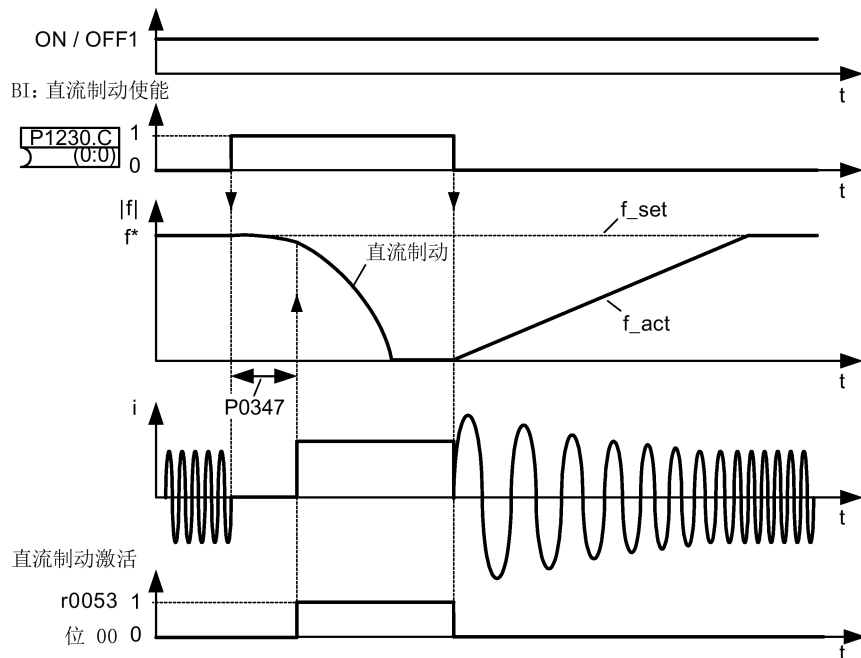 ON / OFF1
t
BI: 直流制动使能
P1230.C
(0:0)
1
0
t
|f|
f*
f_set
直流制动
f_act
t
P0347
i
t
直流制动激活
r0053 1
位 00 0
t